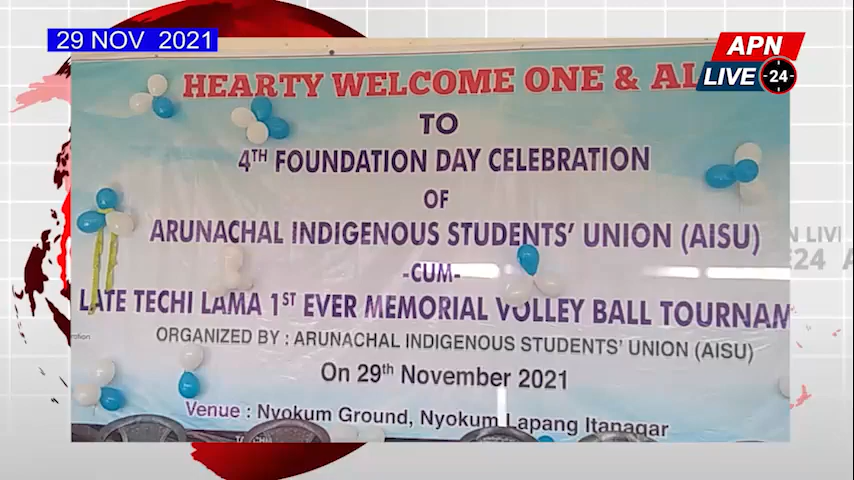 29 NOV 2021
APN
LIVE 24
HEARTY WELCOME ONE &
TO
4TH FOUNDATION DAY CELEBRATION
OF
ARUNACHAL INDIGENOUS STUDENTS' UNION (AISU)
-CUM-
LATE TECHI LAMA 1ST EVER MEMORIAL VOLLEY BALL TOURNAM
ORGANIZED BY : ARUNACHAL INDIGENOUS STUDENTS' UNION (AISU)
On 29th November 2021
Venue : Nyokum Ground, Nyokum Lapang Itanagar